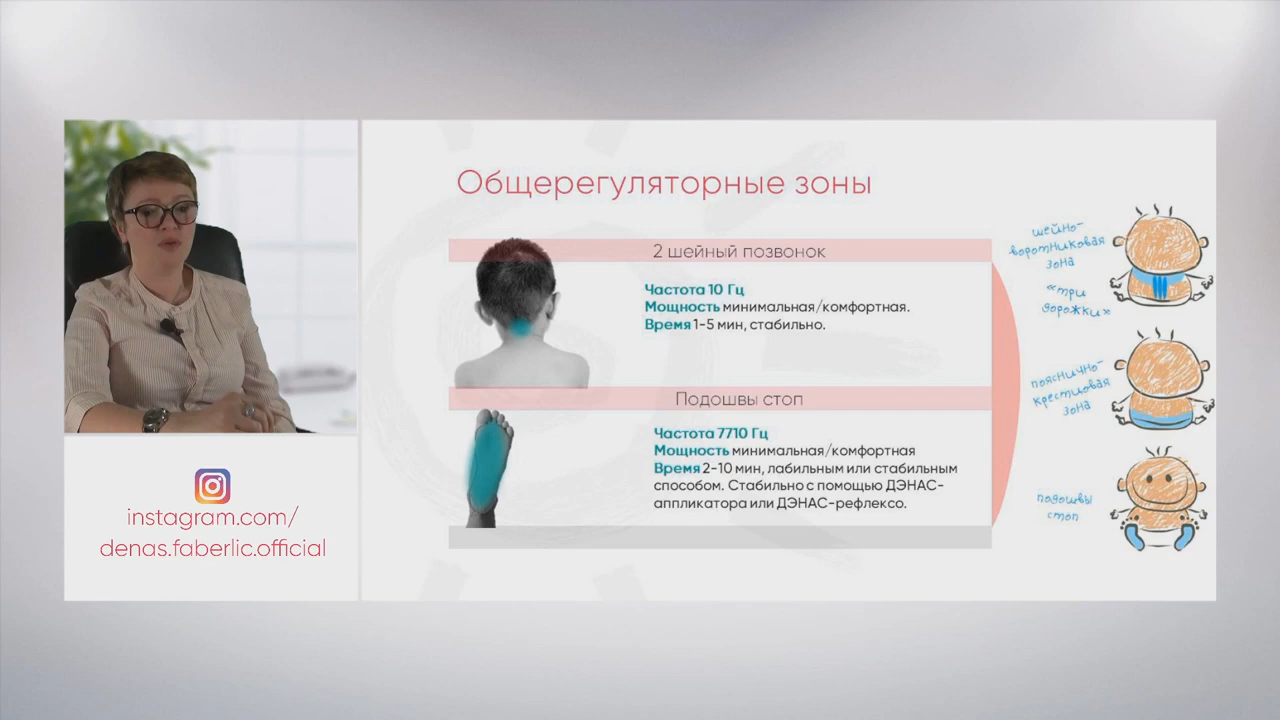 Общерегуляторные зоны
2 шейный позвонок
Частота 10 Гц
Мощность минимальная/комфортная.
Время 1-5 мин, стабильно.
Подошвы стоп
Частота 7710 Гц
Мощность минимальная/комфортная
Время 2-10 мин, лабильным или стабильным
способом. Стабильно с помощью ДЭНАС-
аппликатора или ДЭНАС-рефлексо.
шейно-
воротниковая
зона
«три
дорожки»
пояснично-
крестцовая
зона
подошвы
стоп
instagram.com/
denas.faberlic.official